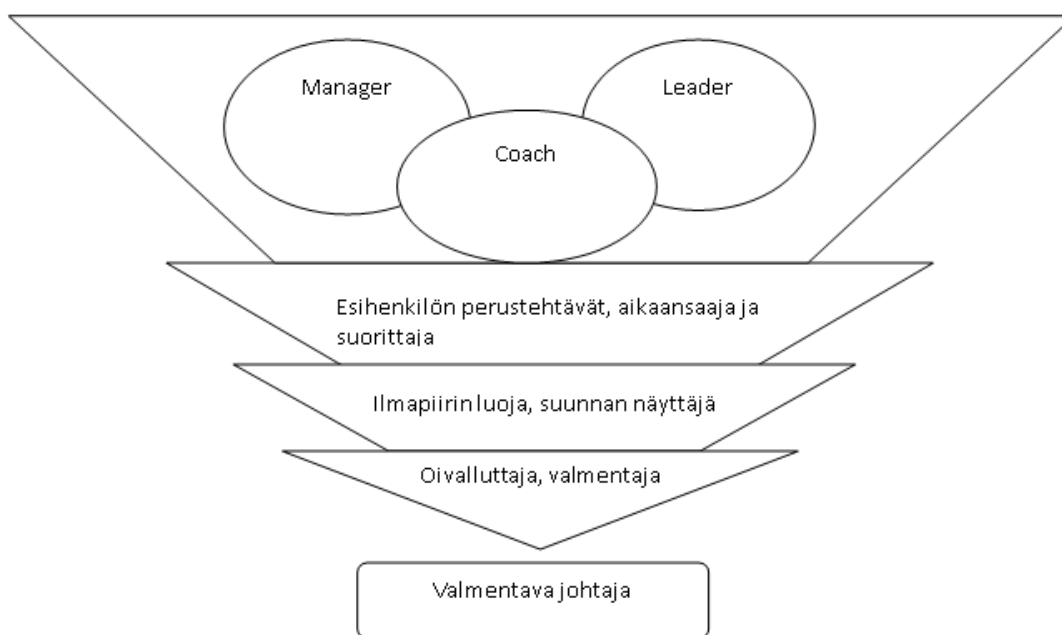 Manager
Leader
Coach
Esihenkilön perustehtävät, aikaansaaja ja
suorittaja
Ilmapiirin luoja, suunnan näyttäjä
Oivalluttaja, valmentaja
Valmentava johtaja